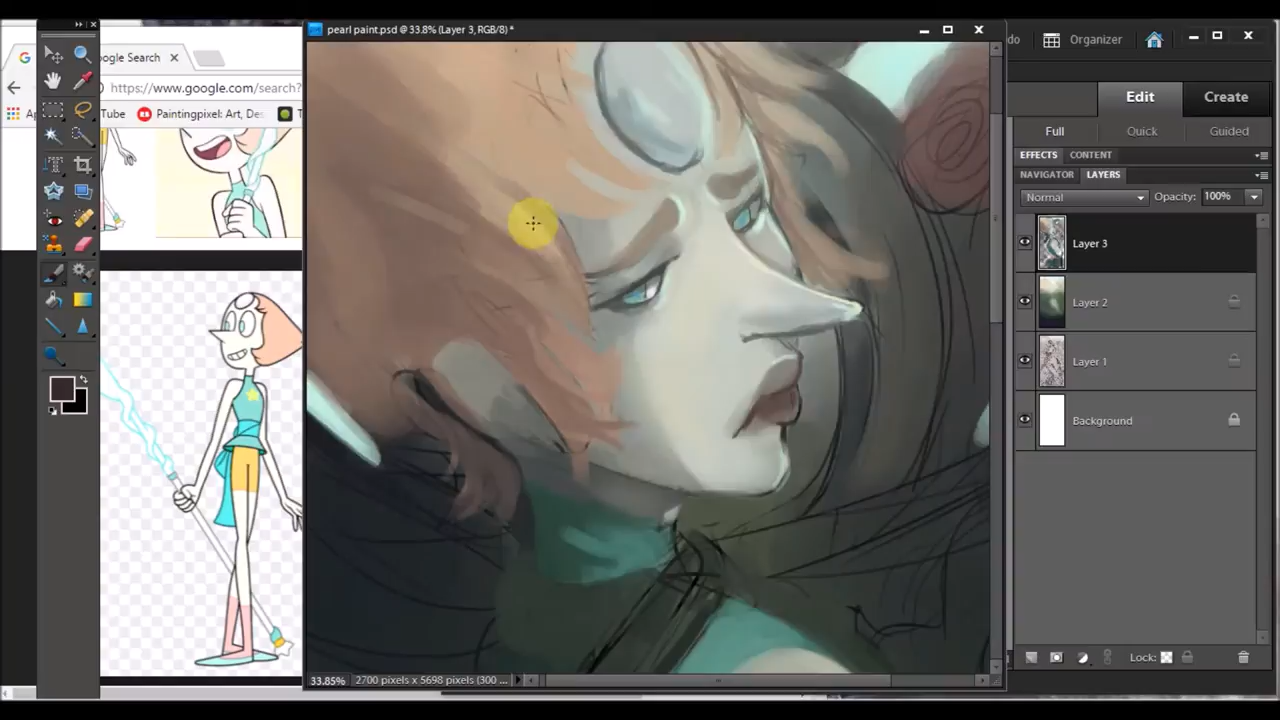 pearl paint.psd @ 33.8% (Layer 3, RGB/8) *
ogle Search
https://www.google.com/search?
Tube
Paintingpixel: Art, Des
do
Organizer
Edit
Create
Full
Quick
Guided
EFFECTS
CONTENT
NAVIGATOR
LAYERS
Normal
Opacity:
100%
Layer 3
Layer 2
Layer 1
Background
Lock:
33.85%
2700 pixels x 5698 pixels (300 ...